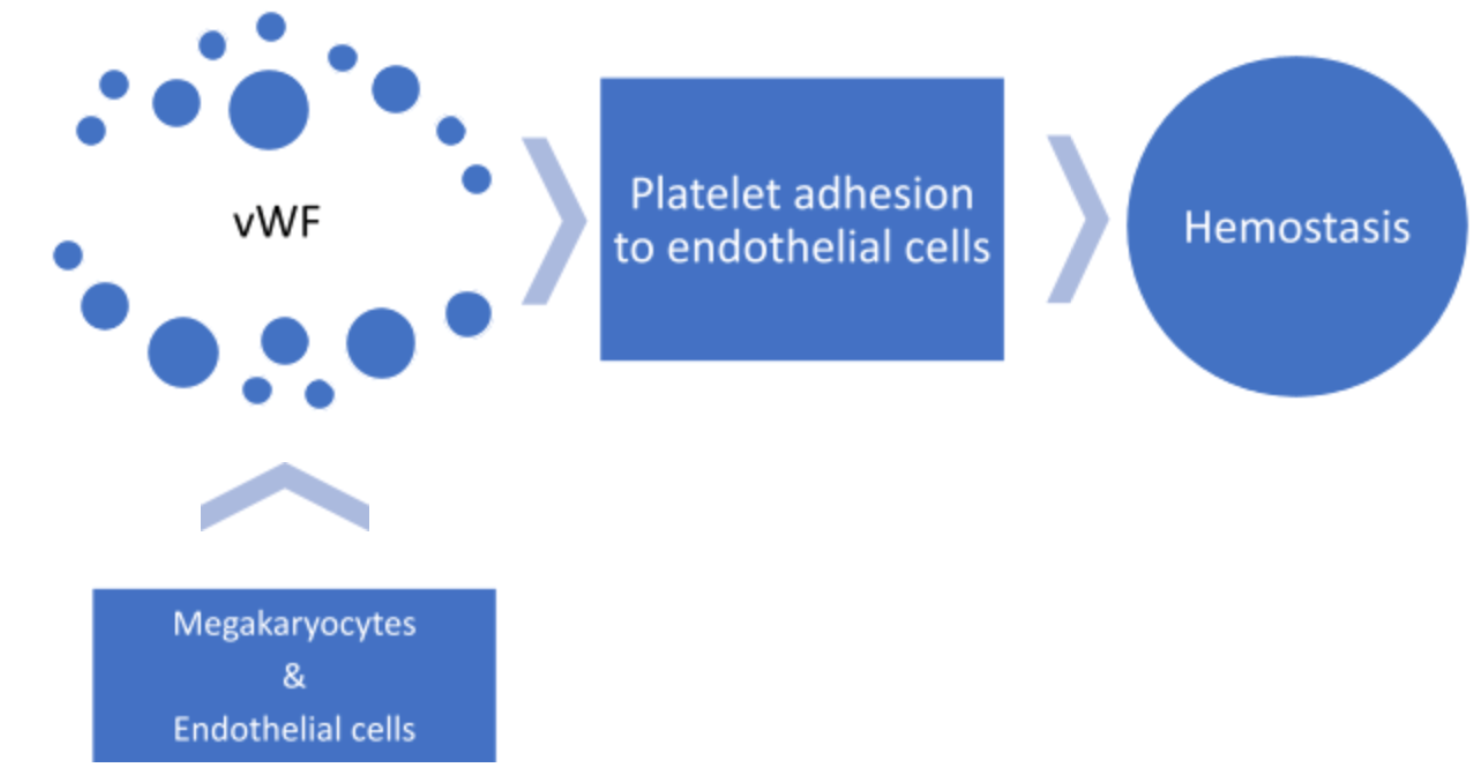 vWF
Platelet adhesion
to endothelial cells
Hemostasis
Megakaryocytes
&
Endothelial cells